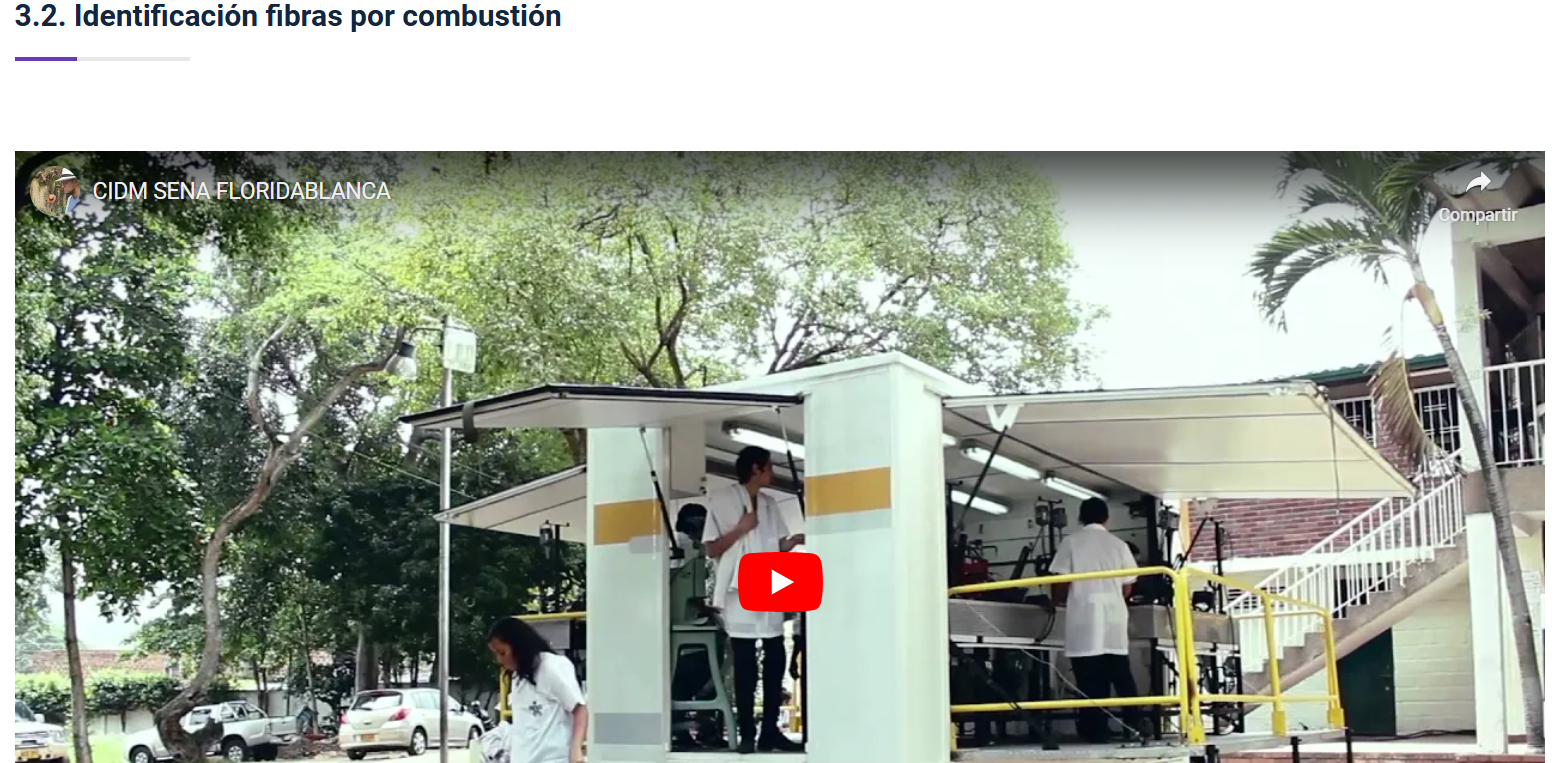 3.2. Identificación fibras por combustión
CIDM SENA FLORIDABLANCA
Compartir